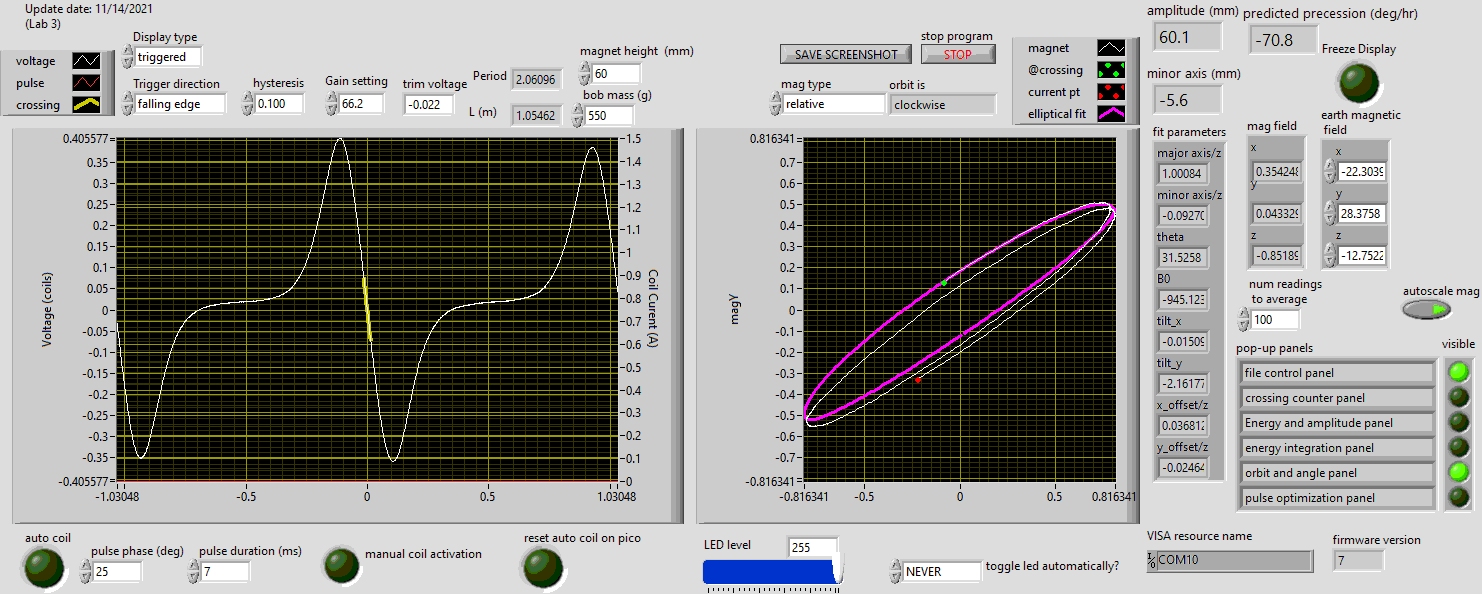 Update date: 11/14/2021
(Lab 3)
voltage
pulse
crossing
Display type
triggered
Trigger direction
falling edge
hysteresis
0.100
Gain setting
66.2
trim voltage
-0.022
Period
2.06096
L (m)
1.05462
magnet height (mm)
60
bob mass (g)
550
SAVE SCREENSHOT
stop program
STOP
mag type
relative
orbit is
clockwise
magnet
@crossing
current pt
elliptical fit
amplitude (mm)
60.1
predicted precession (deg/hr)
-70.8
minor axis (mm)
-5.6
Freeze Display
Voltage (coils)
0.405577
0.35
0.3
0.25
0.2
0.15
0.1
0.05
0
-0.05
-0.1
-0.15
-0.2
-0.25
-0.3
-0.35
-0.405577
-1.03048
-0.5
0
0.5
1.03048
1.5
1.4
1.3
1.2
1.1
1
0.9
0.8
0.7
0.6
0.5
0.4
0.3
0.2
0.1
0
Coil Current (A)
magy
0.816341
0.7
0.6
0.5
0.4
0.3
0.2
0.1
0
-0.1
-0.2
-0.3
-0.4
-0.5
-0.6
-0.7
-0.816341
-0.816341
-0.5
0
0.5
0.816341
fit parameters
major axis/z
1.00084
minor axis/z
-0.0927
theta
31.5258
B0
-945.123
tilt_x
-0.01509
tilt_y
-2.16177
x_offset/z
0.036812
y_offset/z
-0.02464
mag field
x
0.354248
y
0.043329
z
-0.85189
earth magnetic
field
x
-22.3039
y
28.3758
z
-12.7522
num readings
to average
100
autoscale mag
pop-up panels
visible
file control panel
crossing counter panel
Energy and amplitude panel
energy integration panel
orbit and angle panel
pulse optimization panel
auto coil
pulse phase (deg)
25
pulse duration (ms)
7
manual coil activation
reset auto coil on pico
LED level
255
NEVER
toggle led automatically?
VISA resource name
COM10
firmware version
7